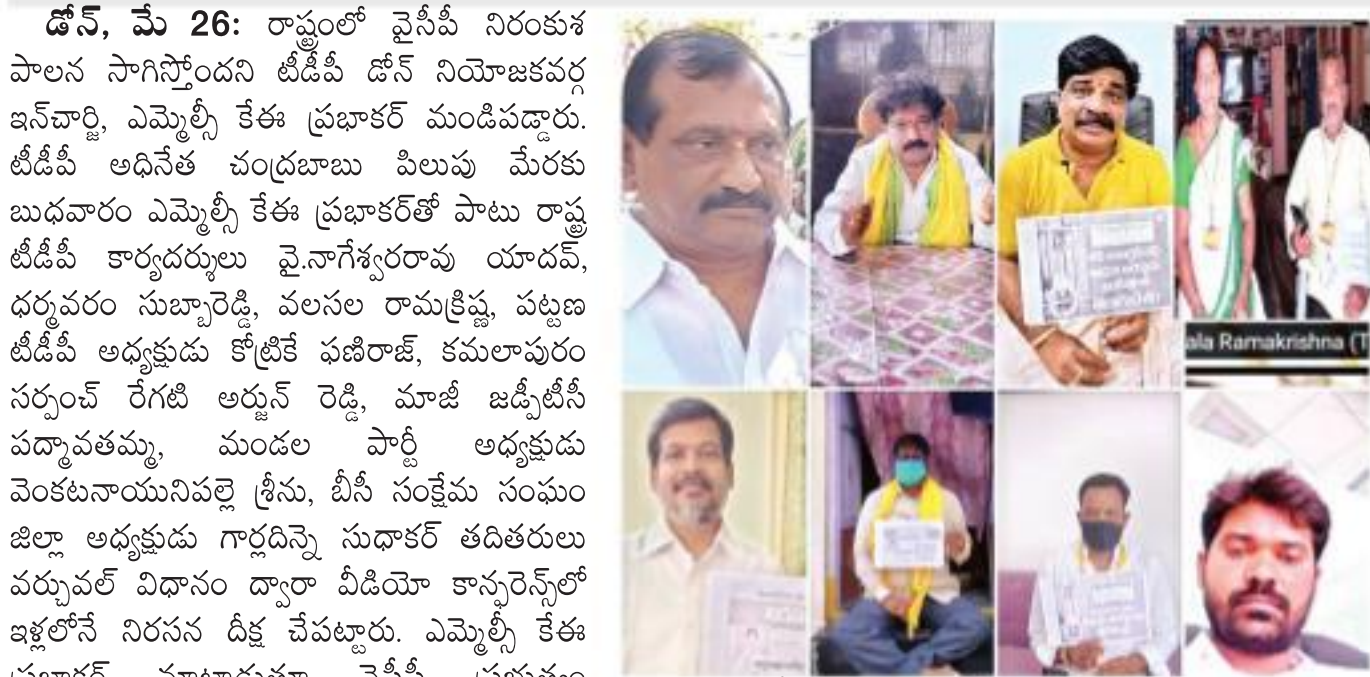 డోన్, మే 26: రాష్ట్రంలో వైసీపీ నిరంకుశ
పాలన సాగిస్తోందని టీడీపీ డోన్ నియోజకవర్గ
ఇన్‌చార్జి, ఎమ్మెల్సీ కేఈ ప్రభాకర్ మండిపడ్డారు.
టీడీపీ అధినేత చంద్రబాబు పిలుపు మేరకు
బుధవారం ఎమ్మెల్సీ కేఈ ప్రభాకర్‌తో పాటు రాష్ట్ర
టీడీపీ కార్యదర్శులు వై.నాగేశ్వరరావు యాదవ్,
ధర్మవరం సుబ్బారెడ్డి, వలసల రామక్రిష్ణ, పట్టణ
టీడీపీ అధ్యక్షుడు కోట్రికే ఫణిరాజ్, కమలాపురం
సర్పంచ్ రేగటి అర్జున్ రెడ్డి, మాజీ జడ్పీటీసీ
పద్మావతమ్మ, మండల పార్టీ అధ్యక్షుడు
వెంకటనాయునిపల్లె శ్రీను, బీసీ సంక్షేమ సంఘం
జిల్లా అధ్యక్షుడు గార్లదిన్నె సుధాకర్ తదితరులు
వర్చువల్ విధానం ద్వారా వీడియో కాన్ఫరెన్స్‌లో
ఇళ్లలోనే నిరసన దీక్ష చేపట్టారు. ఎమ్మెల్సీ కేఈ
ala Ramakrishna (T